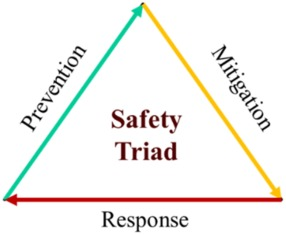 Prevention
Mitigation
Safety
Triad
Response